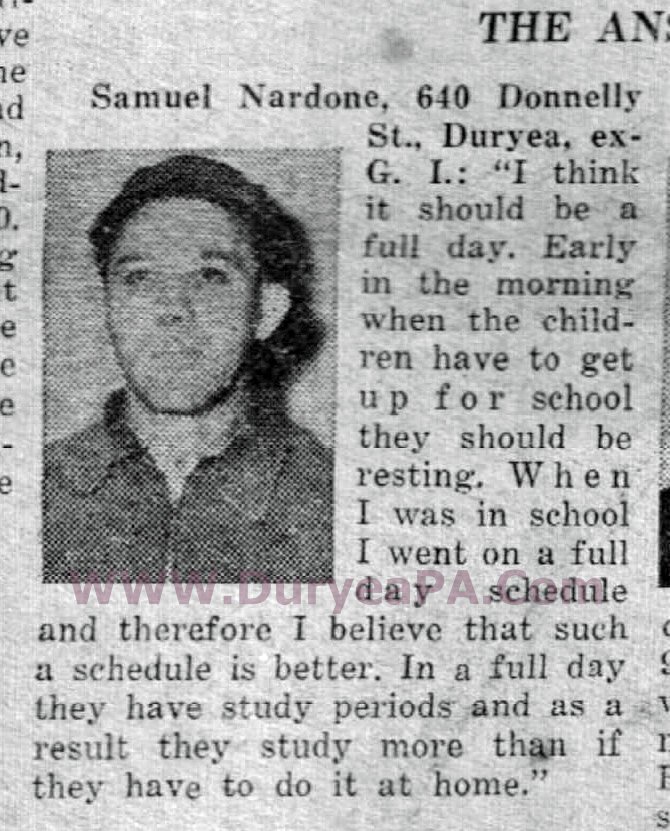 THE ANS
Samuel Nardone, 640 Donnelly
St., Duryea, ex-
G. I.: “I think
it should be a
full day. Early
in the morning
when the child-
ren have to get
up for school
they should be
resting. When
I was in school
I went on a full
day schedule
www.DuryeaPA.Com
and therefore I believe that such
a schedule is better. In a full day
they have study periods and as a
result they study more than if
they have to do it at home.”